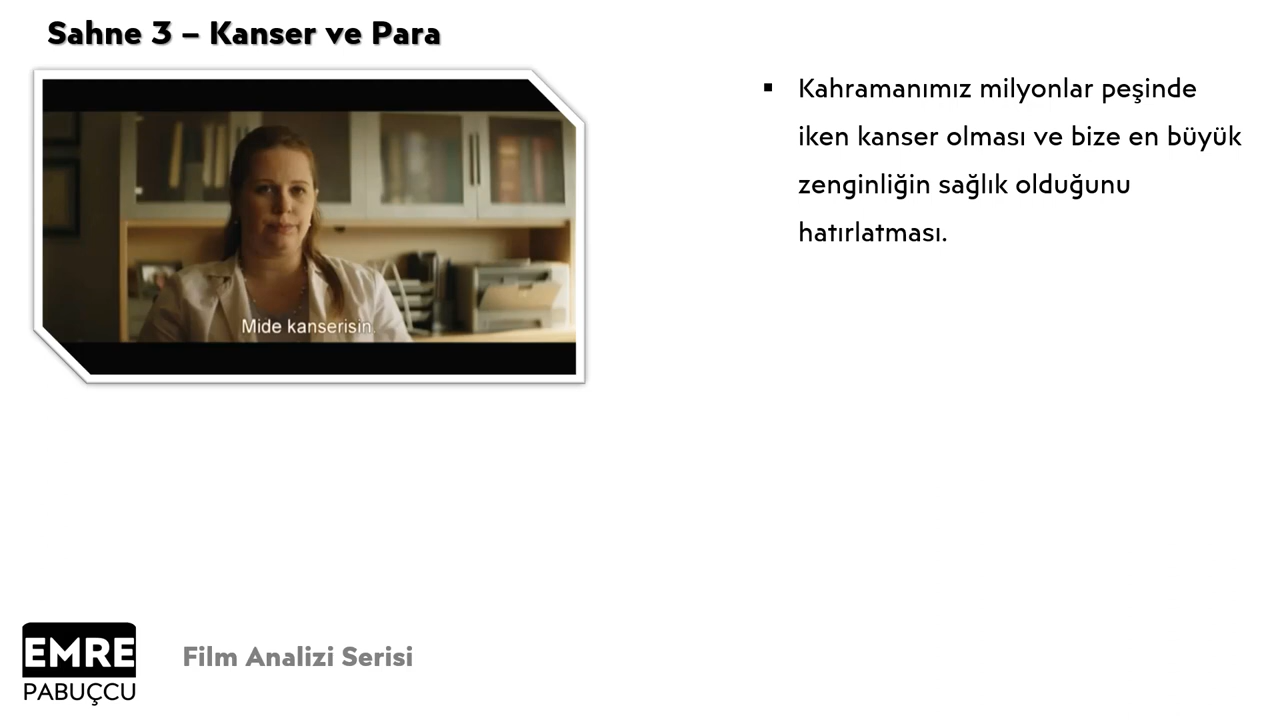 Sahne 3 – Kanser ve Para
Mide kanserisin.
▪ Kahramanımız milyonlar peşinde
iken kanser olması ve bize en büyük
zenginliğin sağlık olduğunu
hatırlatması.
EMRE
PABUÇCU
Film Analizi Serisi